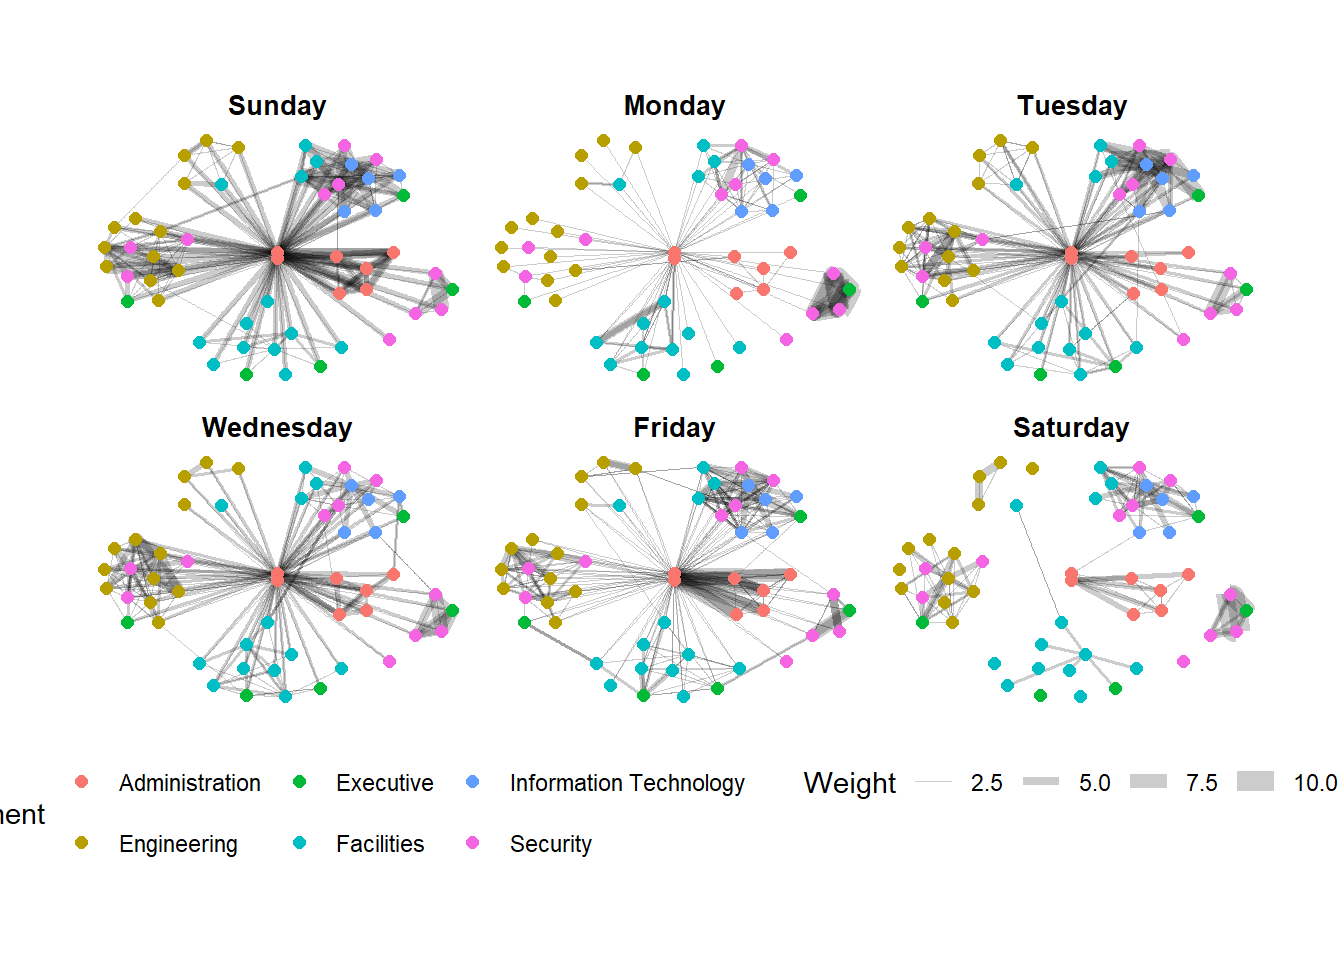 Sunday Monday Tuesday
Wednesday Friday Saturday
Administration Executive Information Technology Weight 2.5 5.0 7.5 10.0
Engineering Facilities Security